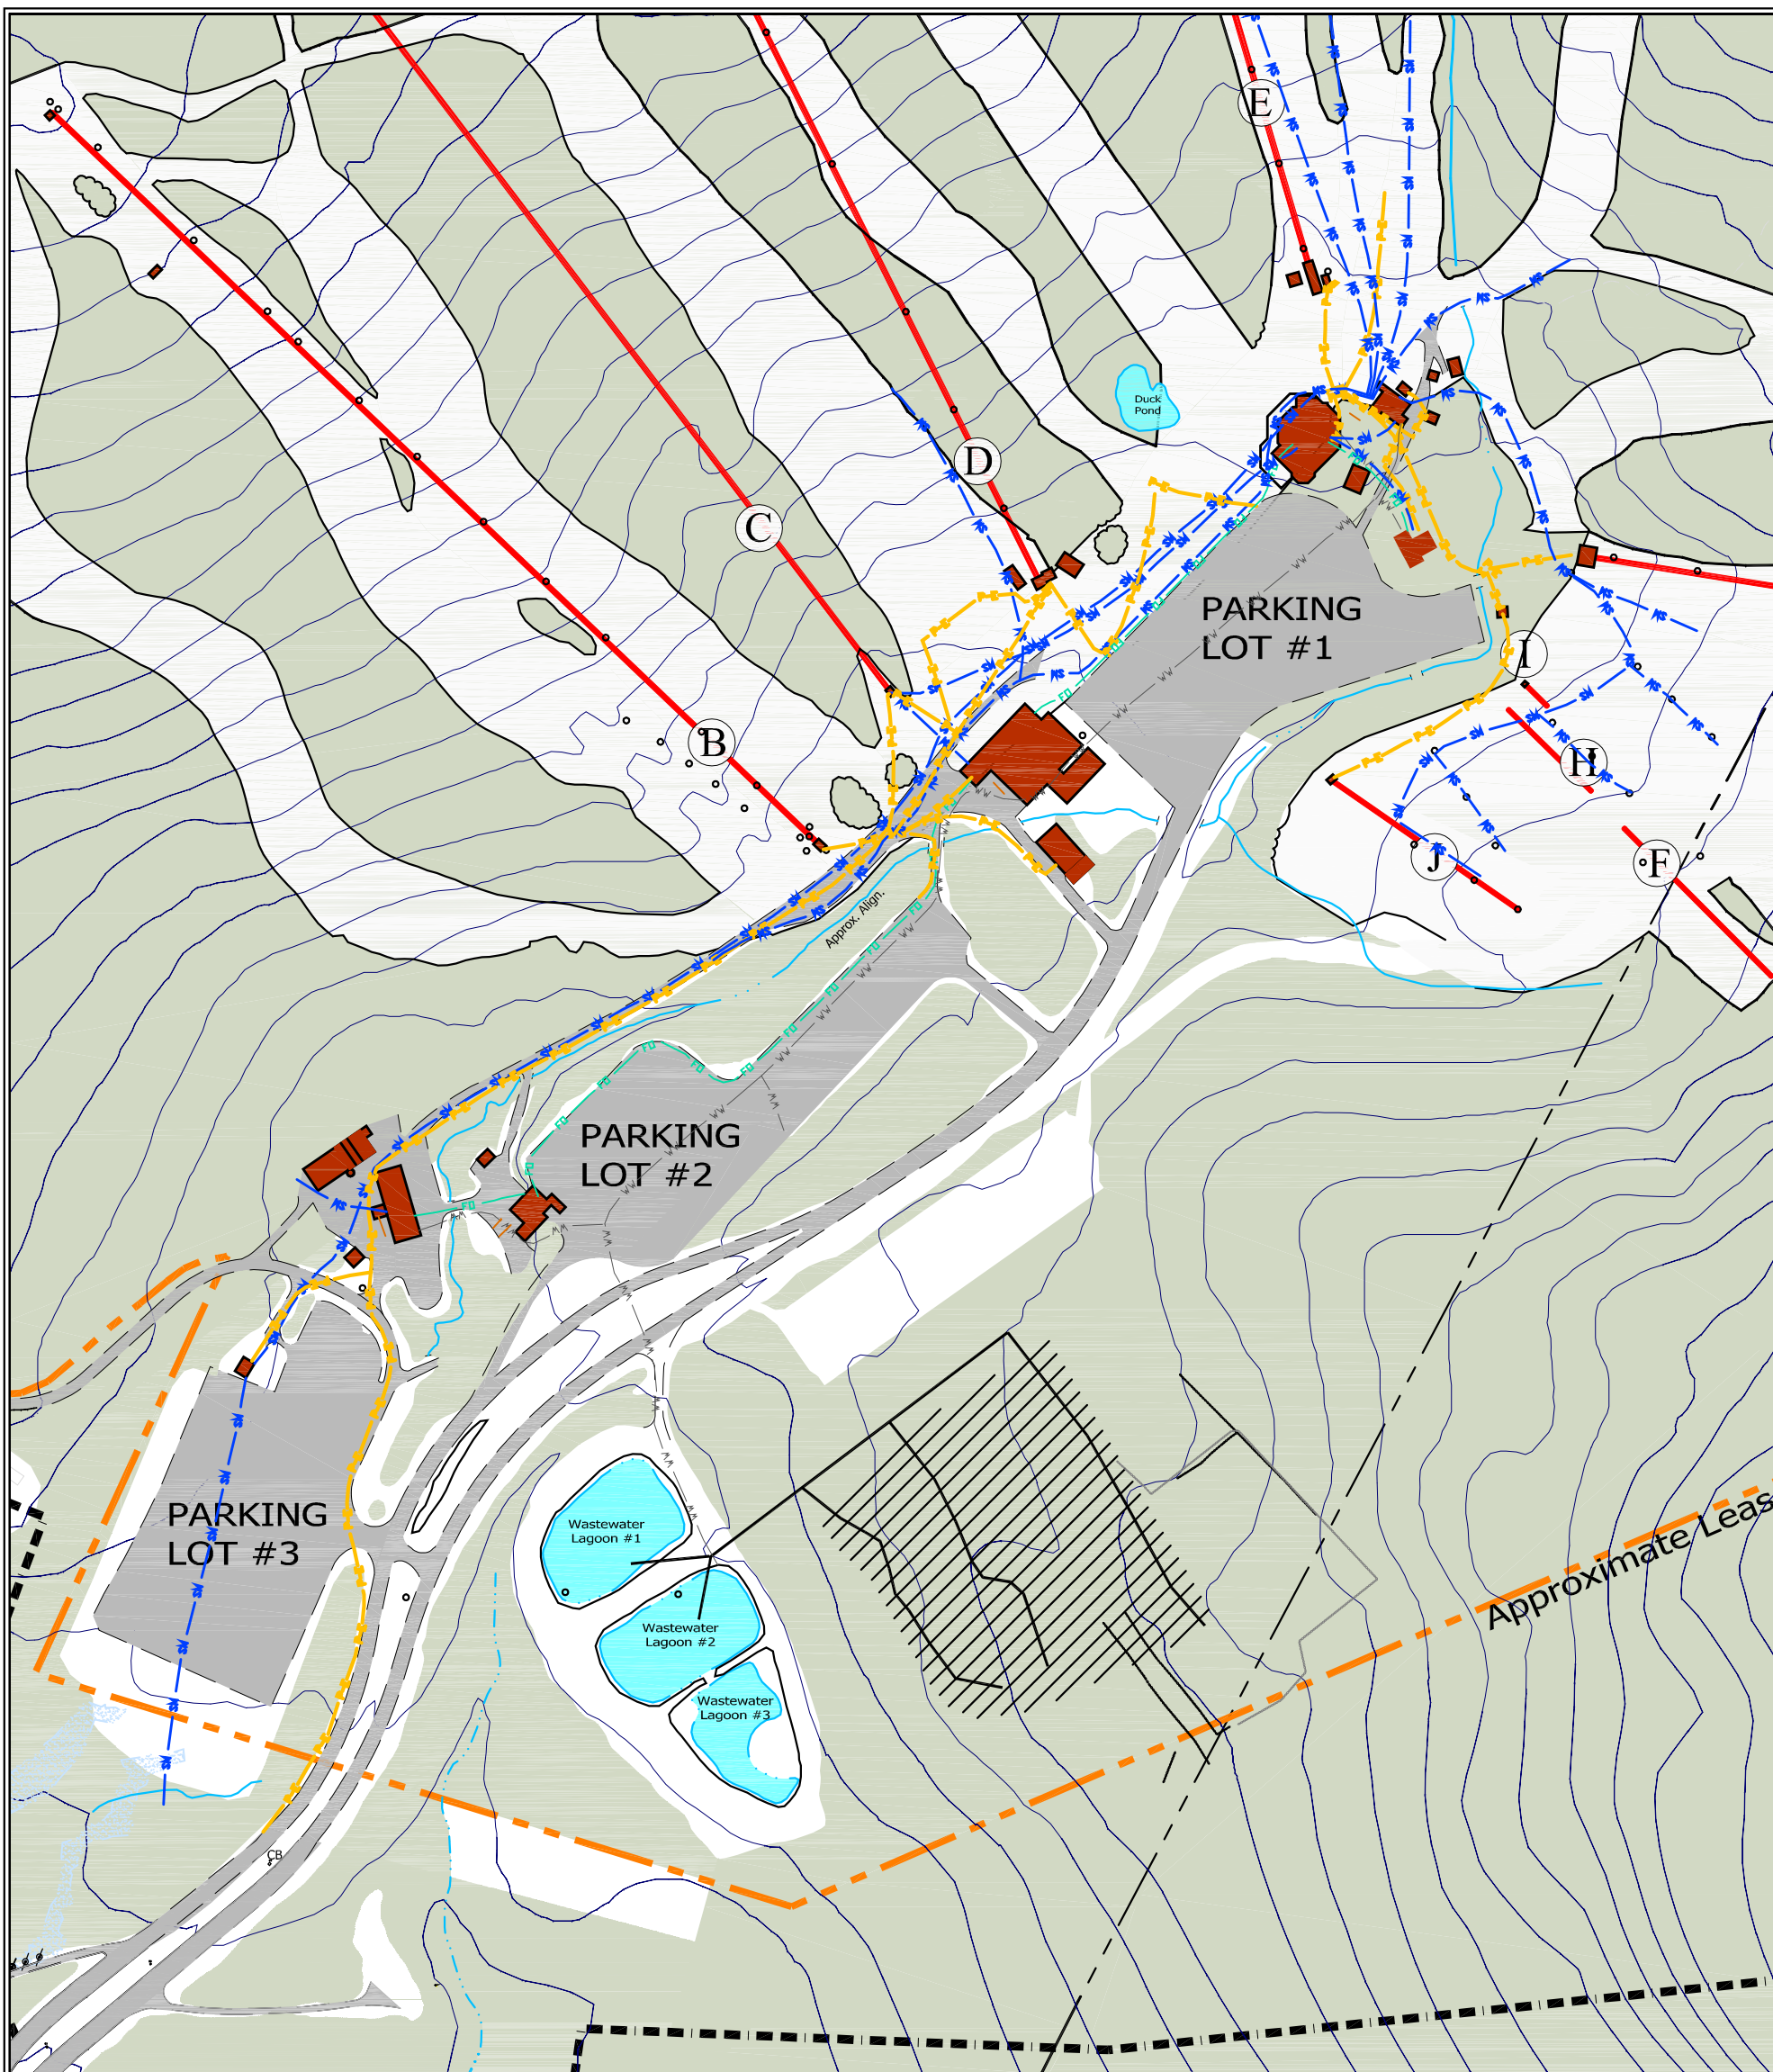 E
Duck
Pond
D
C
PARKING
LOT #1
I
B
H
J
F
Approx. Align.
PARKING
LOT #2
PARKING
LOT #3
Wastewater
Lagoon #1
Wastewater
Lagoon #2
Wastewater
Lagoon #3
Approximate Leas
CB